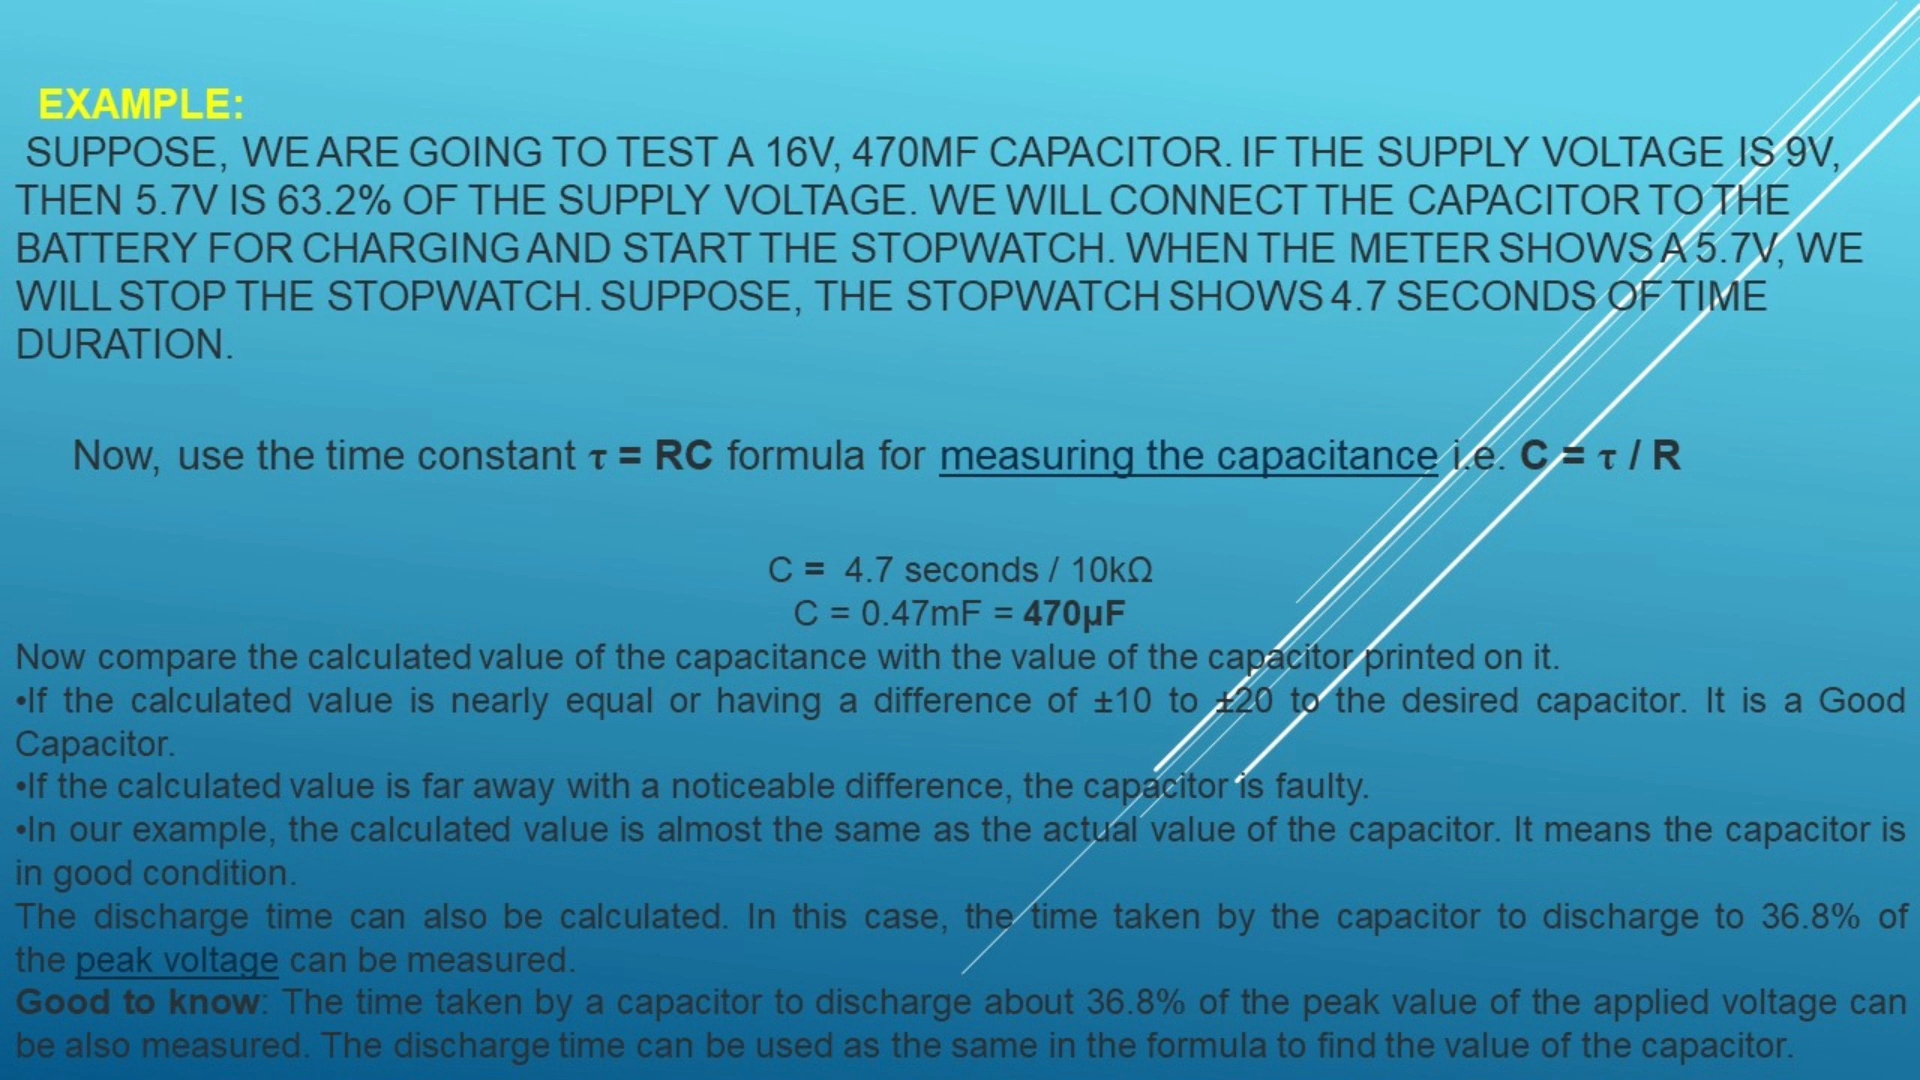 EXAMPLE:
SUPPOSE, WE ARE GOING TO TEST A 16V, 470MF CAPACITOR. IF THE SUPPLY VOLTAGE IS 9V,
THEN 5.7V IS 63.2% OF THE SUPPLY VOLTAGE. WE WILL CONNECT THE CAPACITOR TO THE
BATTERY FOR CHARGING AND START THE STOPWATCH. WHEN THE METER SHOWS A 5.7V, WE
WILL STOP THE STOPWATCH. SUPPOSE, THE STOPWATCH SHOWS 4.7 SECONDS OF TIME
DURATION.
Now, use the time constant τ = RC formula for measuring the capacitance i.e. C = τ / R
C = 4.7 seconds / 10kΩ
C = 0.47mF = 470μF
Now compare the calculated value of the capacitance with the value of the capacitor printed on it.
•If the calculated value is nearly equal or having a difference of ±10 to ±20 to the desired capacitor. It is a Good
Capacitor.
•If the calculated value is far away with a noticeable difference, the capacitor is faulty.
•In our example, the calculated value is almost the same as the actual value of the capacitor. It means the capacitor is
in good condition.
The discharge time can also be calculated. In this case, the time taken by the capacitor to discharge to 36.8% of
the peak voltage can be measured.
Good to know: The time taken by a capacitor to discharge about 36.8% of the peak value of the applied voltage can
be also measured. The discharge time can be used as the same in the formula to find the value of the capacitor.